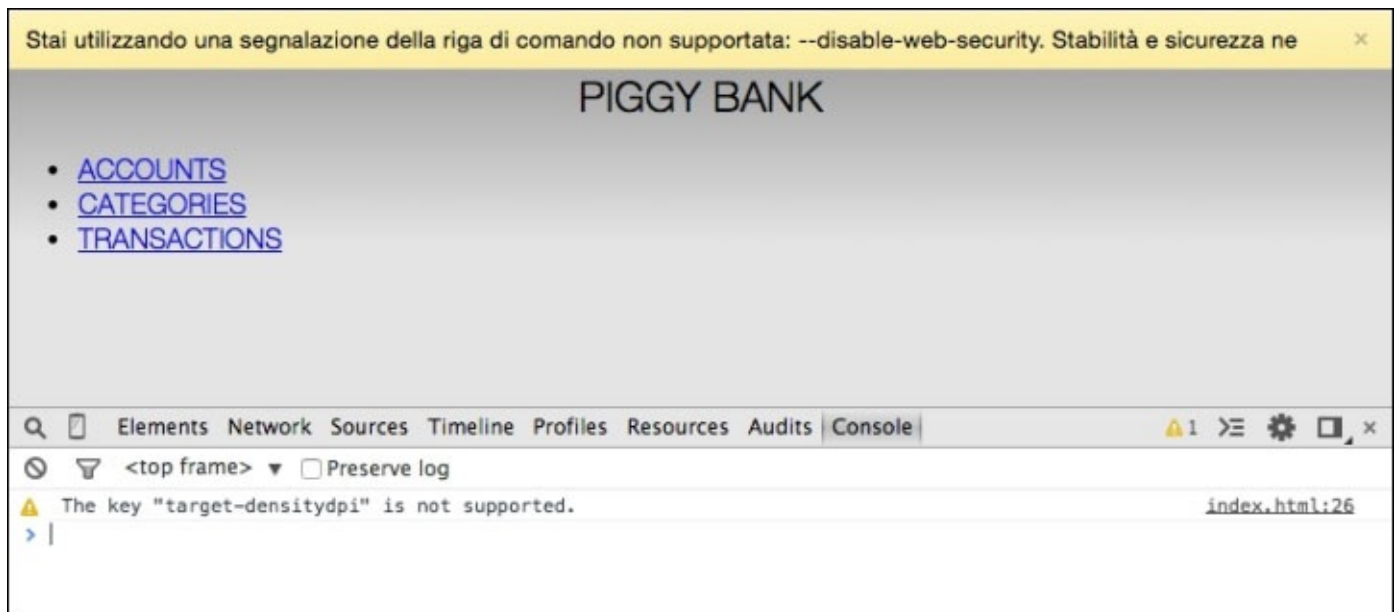 Stai utilizzando una segnalazione della riga di comando non supportata: --disable-web-security. Stabilità e sicurezza ne
PIGGY BANK
ACCOUNTS
CATEGORIES
TRANSACTIONS
Elements Network Sources Timeline Profiles Resources Audits Console 1
<top frame> Preserve log
The key "target-densitydpi" is not supported. index.html:26